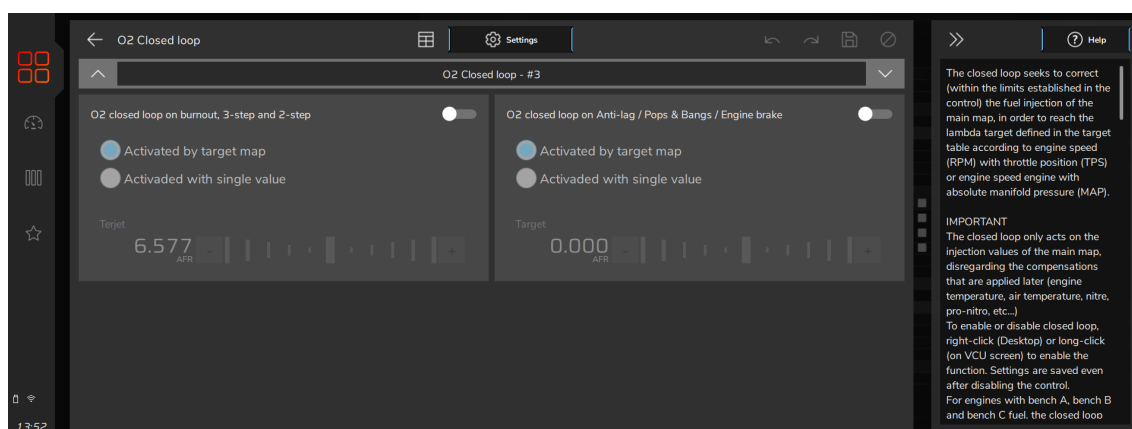 O2 Closed loop
Settings
Help
O2 Closed loop - #3
O2 closed loop on burnout, 3-step and 2-step
Activated by target map
Activaded with single value
Terjet
6.577
AFR
-
+
O2 closed loop on Anti-lag / Pops & Bangs / Engine brake
Activated by target map
Activaded with single value
Target
0.000
AFR
-
+
The closed loop seeks to correct
(within the limits established in the
control) the fuel injection of the
main map, in order to reach the
lambda target defined in the target
table according to engine speed
(RPM) with throttle position (TPS)
or engine speed engine with
absolute manifold pressure (MAP).
IMPORTANT
The closed loop only acts on the
injection values of the main map,
disregarding the compensations
that are applied later (engine
temperature, air temperature, nitre,
pro-nitro, etc...)
To enable or disable closed loop,
right-click (Desktop) or long-click
(on VCU screen) to enable the
function. Settings are saved even
after disabling the control.
For engines with bench A, bench B
and bench C fuel, the closed loop
13:52